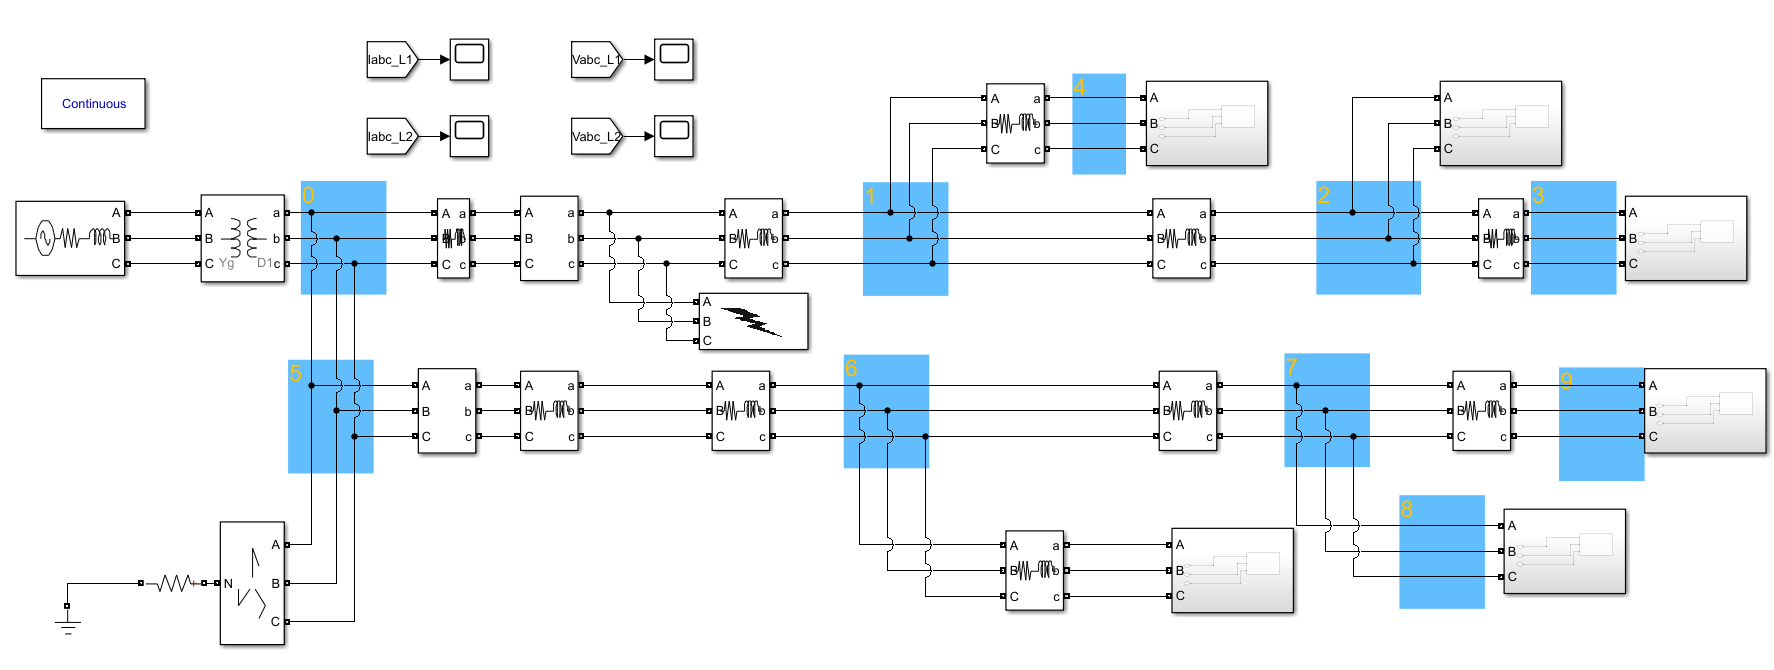 Iabc_L1
Vabc_L1
Continuous
Iabc_L2
Vabc_L2
4
A a A A
B b B B
C c C C
0
1
2
3
A A a A a A a A a A a A a A
B B b B b B b B b B b B b B
C C c C c C c C c C c C c C
Yg D1
A
B
C
5
6
7
9
A a A a A a A a A a A
B b B b B b B b B b B
C c C c C c C c C c C
8
A
B
C
A A a A
N B B b B
C C c C